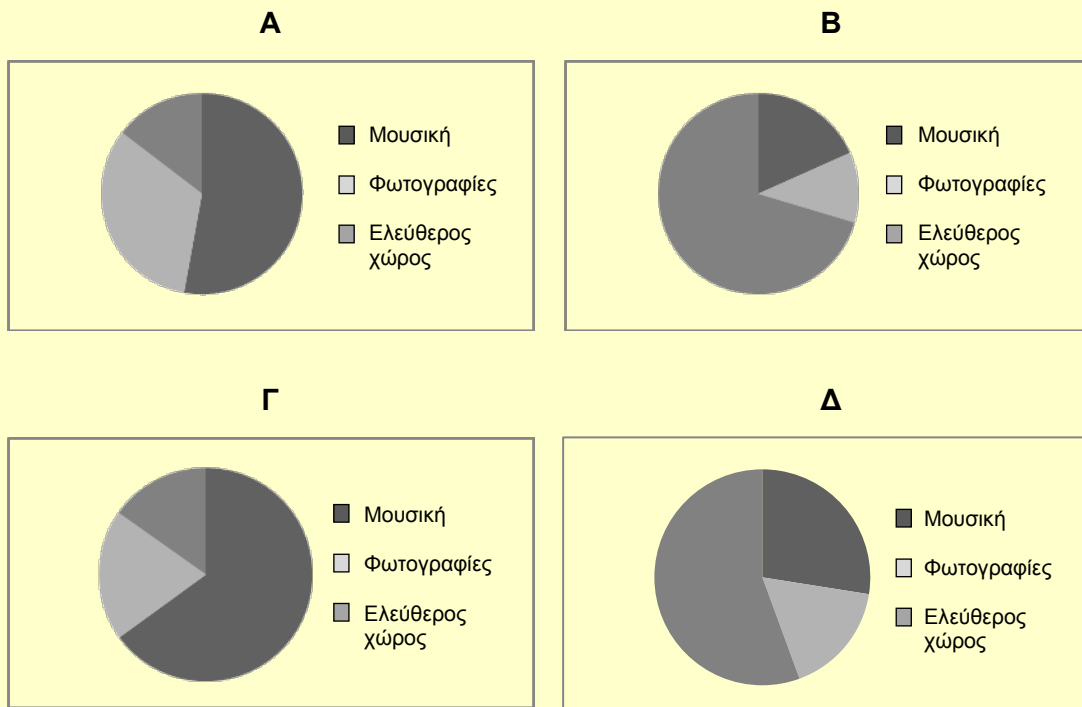 Α
Μουσική
Φωτογραφίες
Ελεύθερος
χώρος
Β
Μουσική
Φωτογραφίες
Ελεύθερος
χώρος
Γ
Μουσική
Φωτογραφίες
Ελεύθερος
χώρος
Δ
Μουσική
Φωτογραφίες
Ελεύθερος
χώρος